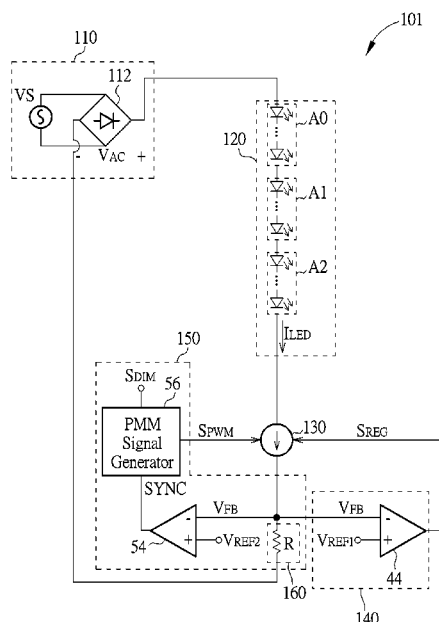 110
101
112
VS
VAC
- +
120
A0
A1
A2
ILED
150
SDIM
56
PMM
Signal
Generator
SPWM
130
SREG
SYNC
VFB
VFB
-
-
+
VREF2
R
VREF1
+
54
44
160
140